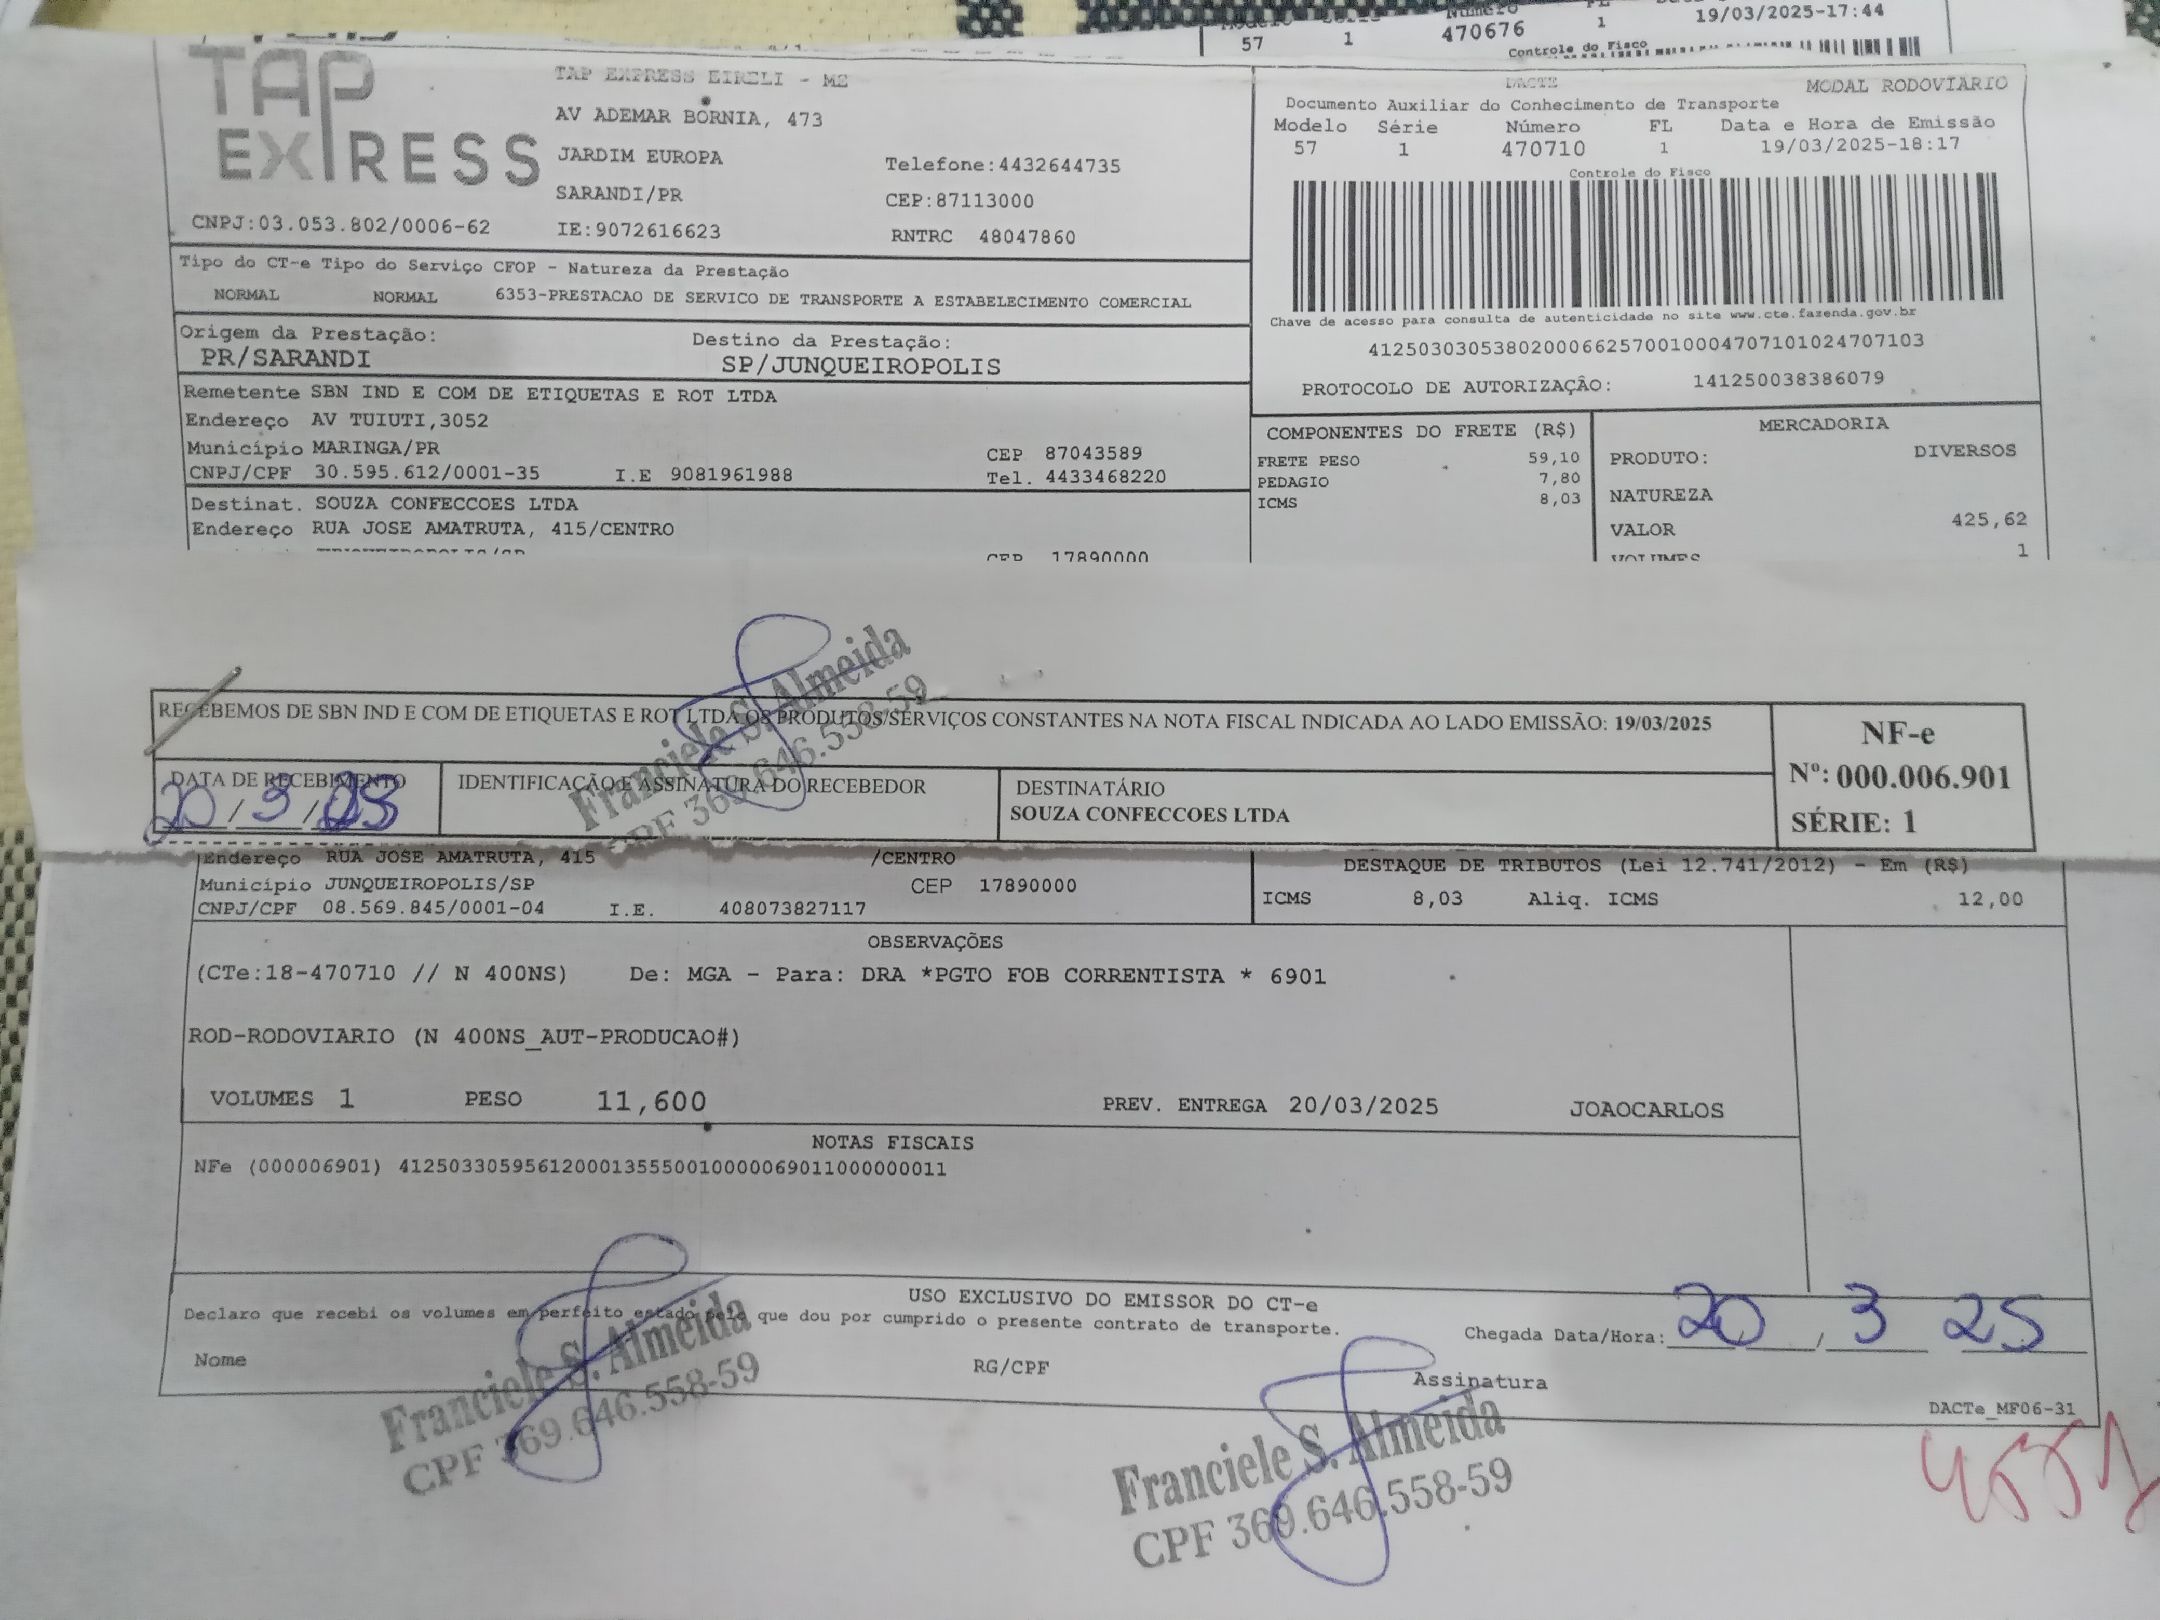 57 1 470676 1 19/03/2025-17:44
Controle do Fisco
TAP EXPRESS
TAP EXPRESS EIRELI - ME
AV ADEMAR BORNIA, 473
JARDIM EUROPA Telefone:4432644735
SARANDI/PR CEP:87113000
CNPJ:03.053.802/0006-62 IE:9072616623 RNTRC 48047860
DACTE MODAL RODOVIARIO
Documento Auxiliar do Conhecimento de Transporte
Modelo Série Número FL Data e Hora de Emissão
57 1 470710 1 19/03/2025-18:17
Controle do Fisco
Chave de acesso para consulta de autenticidade no site www.cte.fazenda.gov.br
41250303053802000662570010004707101024707103
PROTOCOLO DE AUTORIZAÇÃO: 141250038386079
Tipo do CT-e Tipo do Serviço CFOP - Natureza da Prestação
NORMAL NORMAL 6353-PRESTACAO DE SERVICO DE TRANSPORTE A ESTABELECIMENTO COMERCIAL
Origem da Prestação: Destino da Prestação:
PR/SARANDI SP/JUNQUEIROPOLIS
Remetente SBN IND E COM DE ETIQUETAS E ROT LTDA
Endereço AV TUIUTI,3052
Município MARINGA/PR CEP 87043589
CNPJ/CPF 30.595.612/0001-35 I.E 9081961988 Tel. 4433468220
Destinat. SOUZA CONFECCOES LTDA
Endereço RUA JOSE AMATRUTA, 415/CENTRO
CEP 17890000
COMPONENTES DO FRETE (R$)
FRETE PESO 59,10
PEDAGIO 7,80
ICMS 8,03
MERCADORIA
PRODUTO: DIVERSOS
NATUREZA
VALOR 425,62
VOLUMES 1
RECEBEMOS DE SBN IND E COM DE ETIQUETAS E ROT LTDA OS PRODUTOS/SERVIÇOS CONSTANTES NA NOTA FISCAL INDICADA AO LADO EMISSÃO: 19/03/2025
NF-e
Nº: 000.006.901
SÉRIE: 1
DATA DE RECEBIMENTO
20/3/25
IDENTIFICAÇÃO E ASSINATURA DO RECEBEDOR
DESTINATÁRIO
SOUZA CONFECCOES LTDA
Franciele S. Almeida
CPF 369.646.558-59
Endereço RUA JOSE AMATRUTA, 415 /CENTRO
Município JUNQUEIROPOLIS/SP CEP 17890000
CNPJ/CPF 08.569.845/0001-04 I.E. 408073827117
DESTAQUE DE TRIBUTOS (Lei 12.741/2012) - Em (R$)
ICMS 8,03 Aliq. ICMS 12,00
OBSERVAÇÕES
(CTe:18-470710 // N 400NS) De: MGA - Para: DRA *PGTO FOB CORRENTISTA * 6901
ROD-RODOVIARIO (N 400NS_AUT-PRODUCAO#)
VOLUMES 1 PESO 11,600 PREV. ENTREGA 20/03/2025 JOAOCARLOS
NOTAS FISCAIS
NFe (000006901) 41250330595612000135550010000069011000000011
USO EXCLUSIVO DO EMISSOR DO CT-e
Declaro que recebi os volumes em perfeito estado pelo que dou por cumprido o presente contrato de transporte.
Chegada Data/Hora: 20 / 3 25
Nome RG/CPF Assinatura
DACTe_MF06-31
Franciele S. Almeida
CPF 369.646.558-59
Franciele S. Almeida
CPF 369.646.558-59